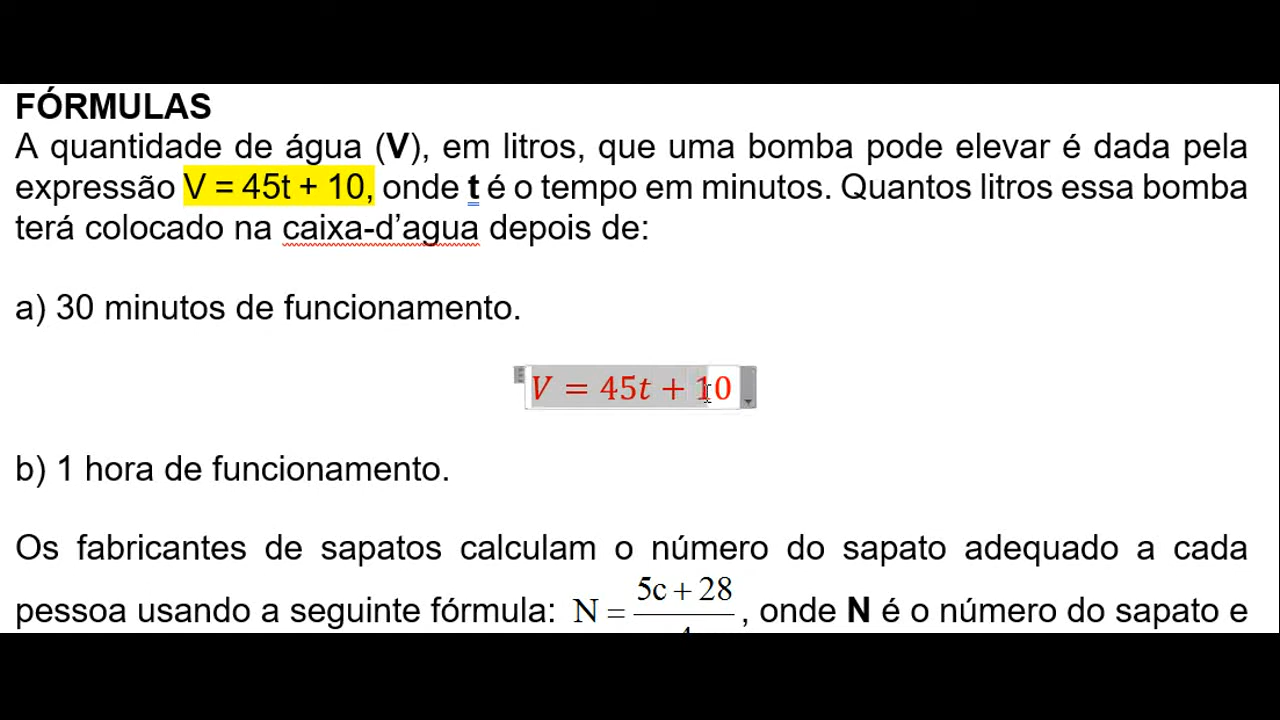 FÓRMULAS
A quantidade de água (V), em litros, que uma bomba pode elevar é dada pela
expressão V = 45t + 10, onde t é o tempo em minutos. Quantos litros essa bomba
terá colocado na caixa-d’agua depois de:
a) 30 minutos de funcionamento.
V = 45t + 10
b) 1 hora de funcionamento.
Os fabricantes de sapatos calculam o número do sapato adequado a cada
pessoa usando a seguinte fórmula: N = (5c + 28)/4, onde N é o número do sapato e